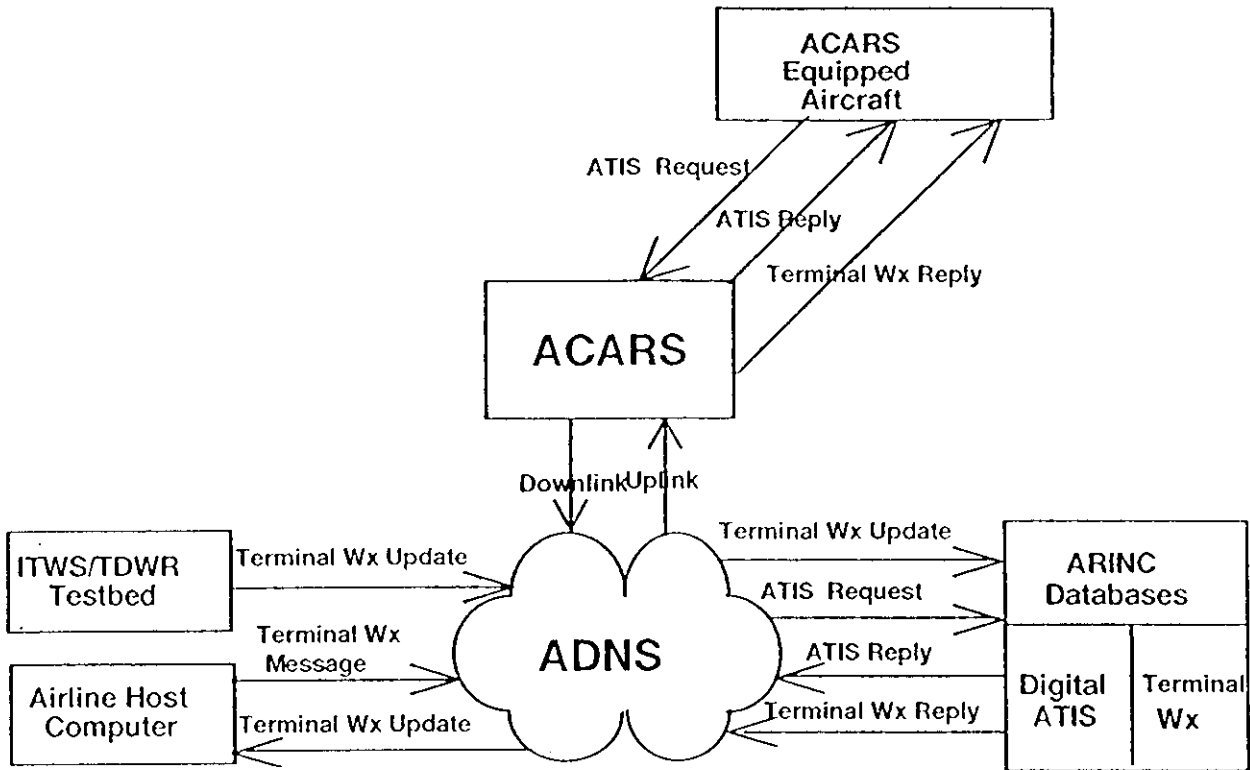 ACARS
Equipped
Aircraft
ATIS Request
ATIS Reply
Terminal Wx Reply
ACARS
Downlink
Uplink
ITWS/TDWR
Testbed
Terminal Wx Update
Terminal Wx
Message
Airline Host
Computer
Terminal Wx Update
ADNS
Terminal Wx Update
ATIS Request
ATIS Reply
Terminal Wx Reply
ARINC
Databases
Digital
ATIS
Terminal
Wx